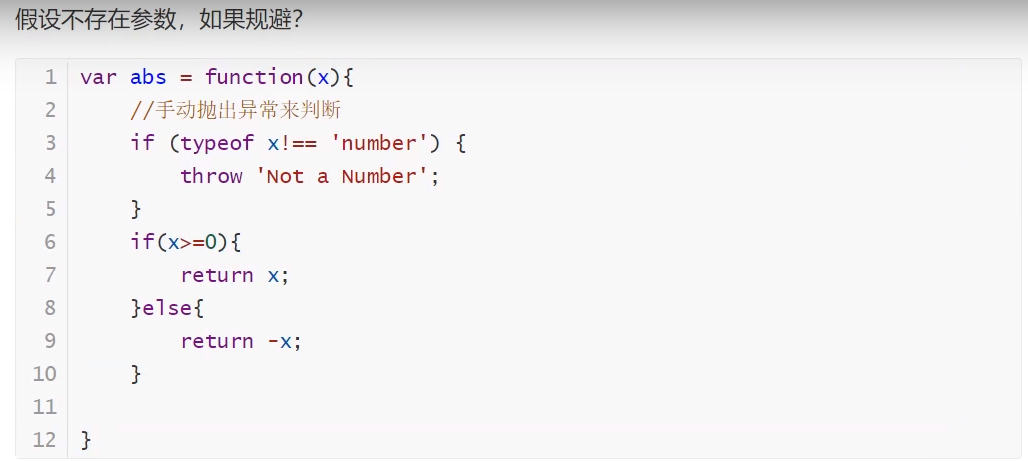 假设不存在参数，如果规避？
1 var abs = function(x){
2     //手动抛出异常来判断
3     if (typeof x!== 'number') {
4         throw 'Not a Number';
5     }
6     if(x>=0){
7         return x;
8     }else{
9         return -x;
10     }
11
12 }